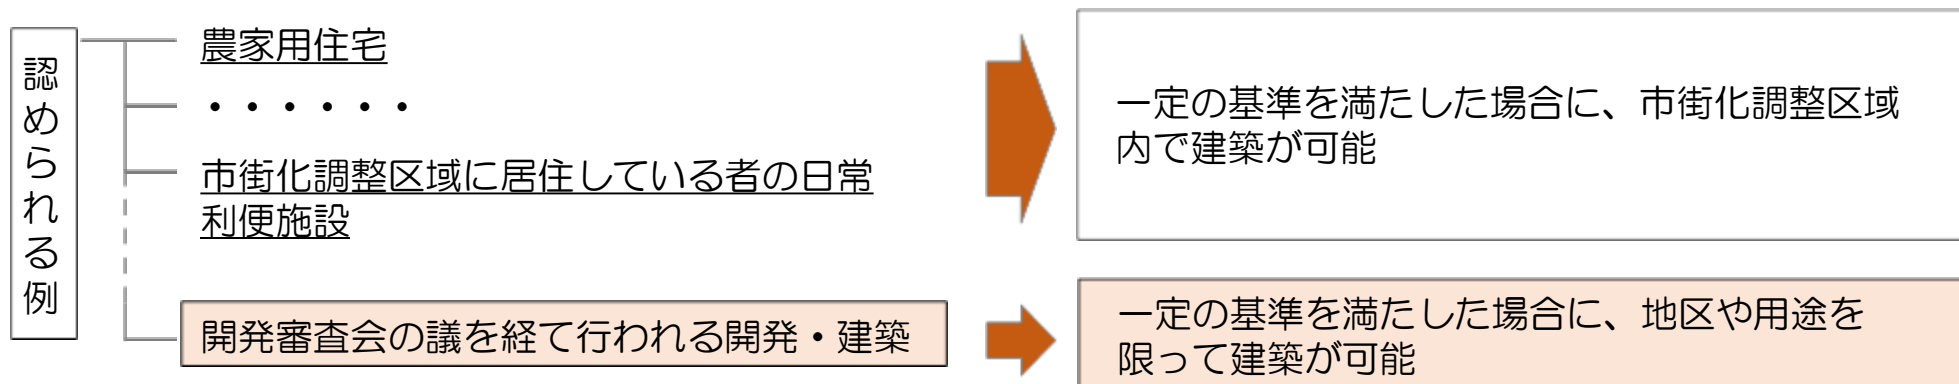 認められる例
農家用住宅
・・・・・・
市街化調整区域に居住している者の日常
利便施設
一定の基準を満たした場合に、市街化調整区域
内で建築が可能
開発審査会の議を経て行われる開発・建築
一定の基準を満たした場合に、地区や用途を
限って建築が可能